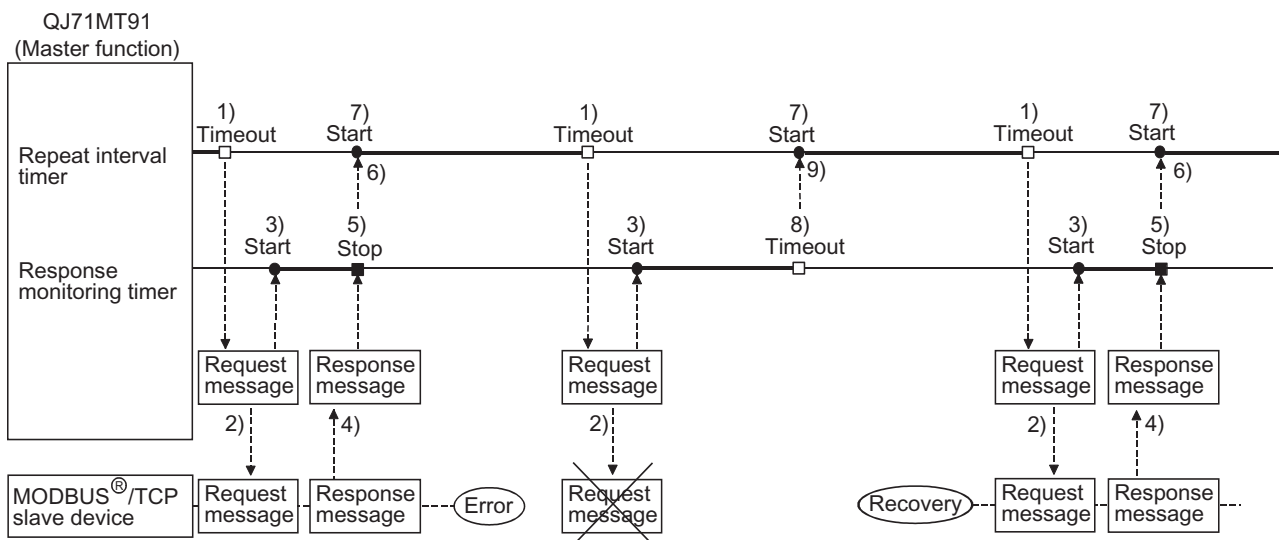 QJ71MT91
(Master function)
1)
Timeout
7)
Start
1)
Timeout
7)
Start
1)
Timeout
7)
Start
Repeat interval
timer
6)
9)
6)
3)
Start
5)
Stop
3)
Start
8)
Timeout
3)
Start
5)
Stop
Response
monitoring timer
Request
message
Response
message
Request
message
Request
message
Response
message
2)
4)
2)
2)
4)
MODBUS®/TCP
slave device
Request
message
Response
message
Error
Request
message
Recovery
Request
message
Response
message